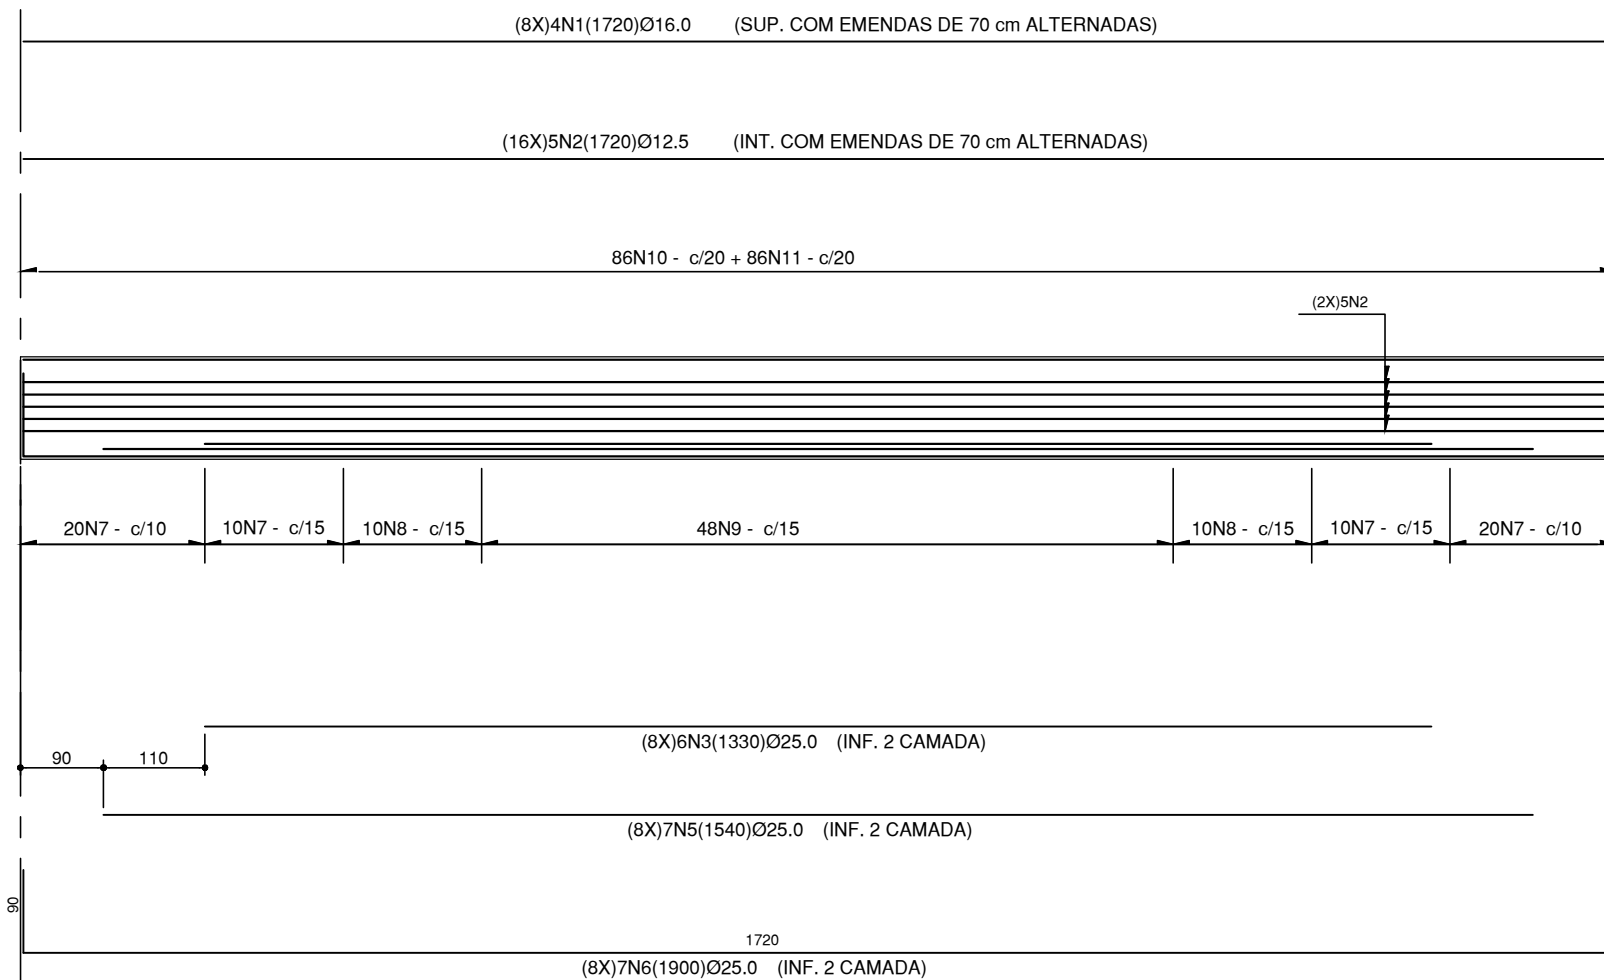 (8X)4N1(1720)Ø16.0 (SUP. COM EMENDAS DE 70 cm ALTERNADAS)
(16X)5N2(1720)Ø12.5 (INT. COM EMENDAS DE 70 cm ALTERNADAS)
86N10 - c/20 + 86N11 - c/20
(2X)5N2
20N7 - c/10 10N7 - c/15 10N8 - c/15 48N9 - c/15 10N8 - c/15 10N7 - c/15 20N7 - c/10
(8X)6N3(1330)Ø25.0 (INF. 2 CAMADA)
90 110
(8X)7N5(1540)Ø25.0 (INF. 2 CAMADA)
90
1720
(8X)7N6(1900)Ø25.0 (INF. 2 CAMADA)